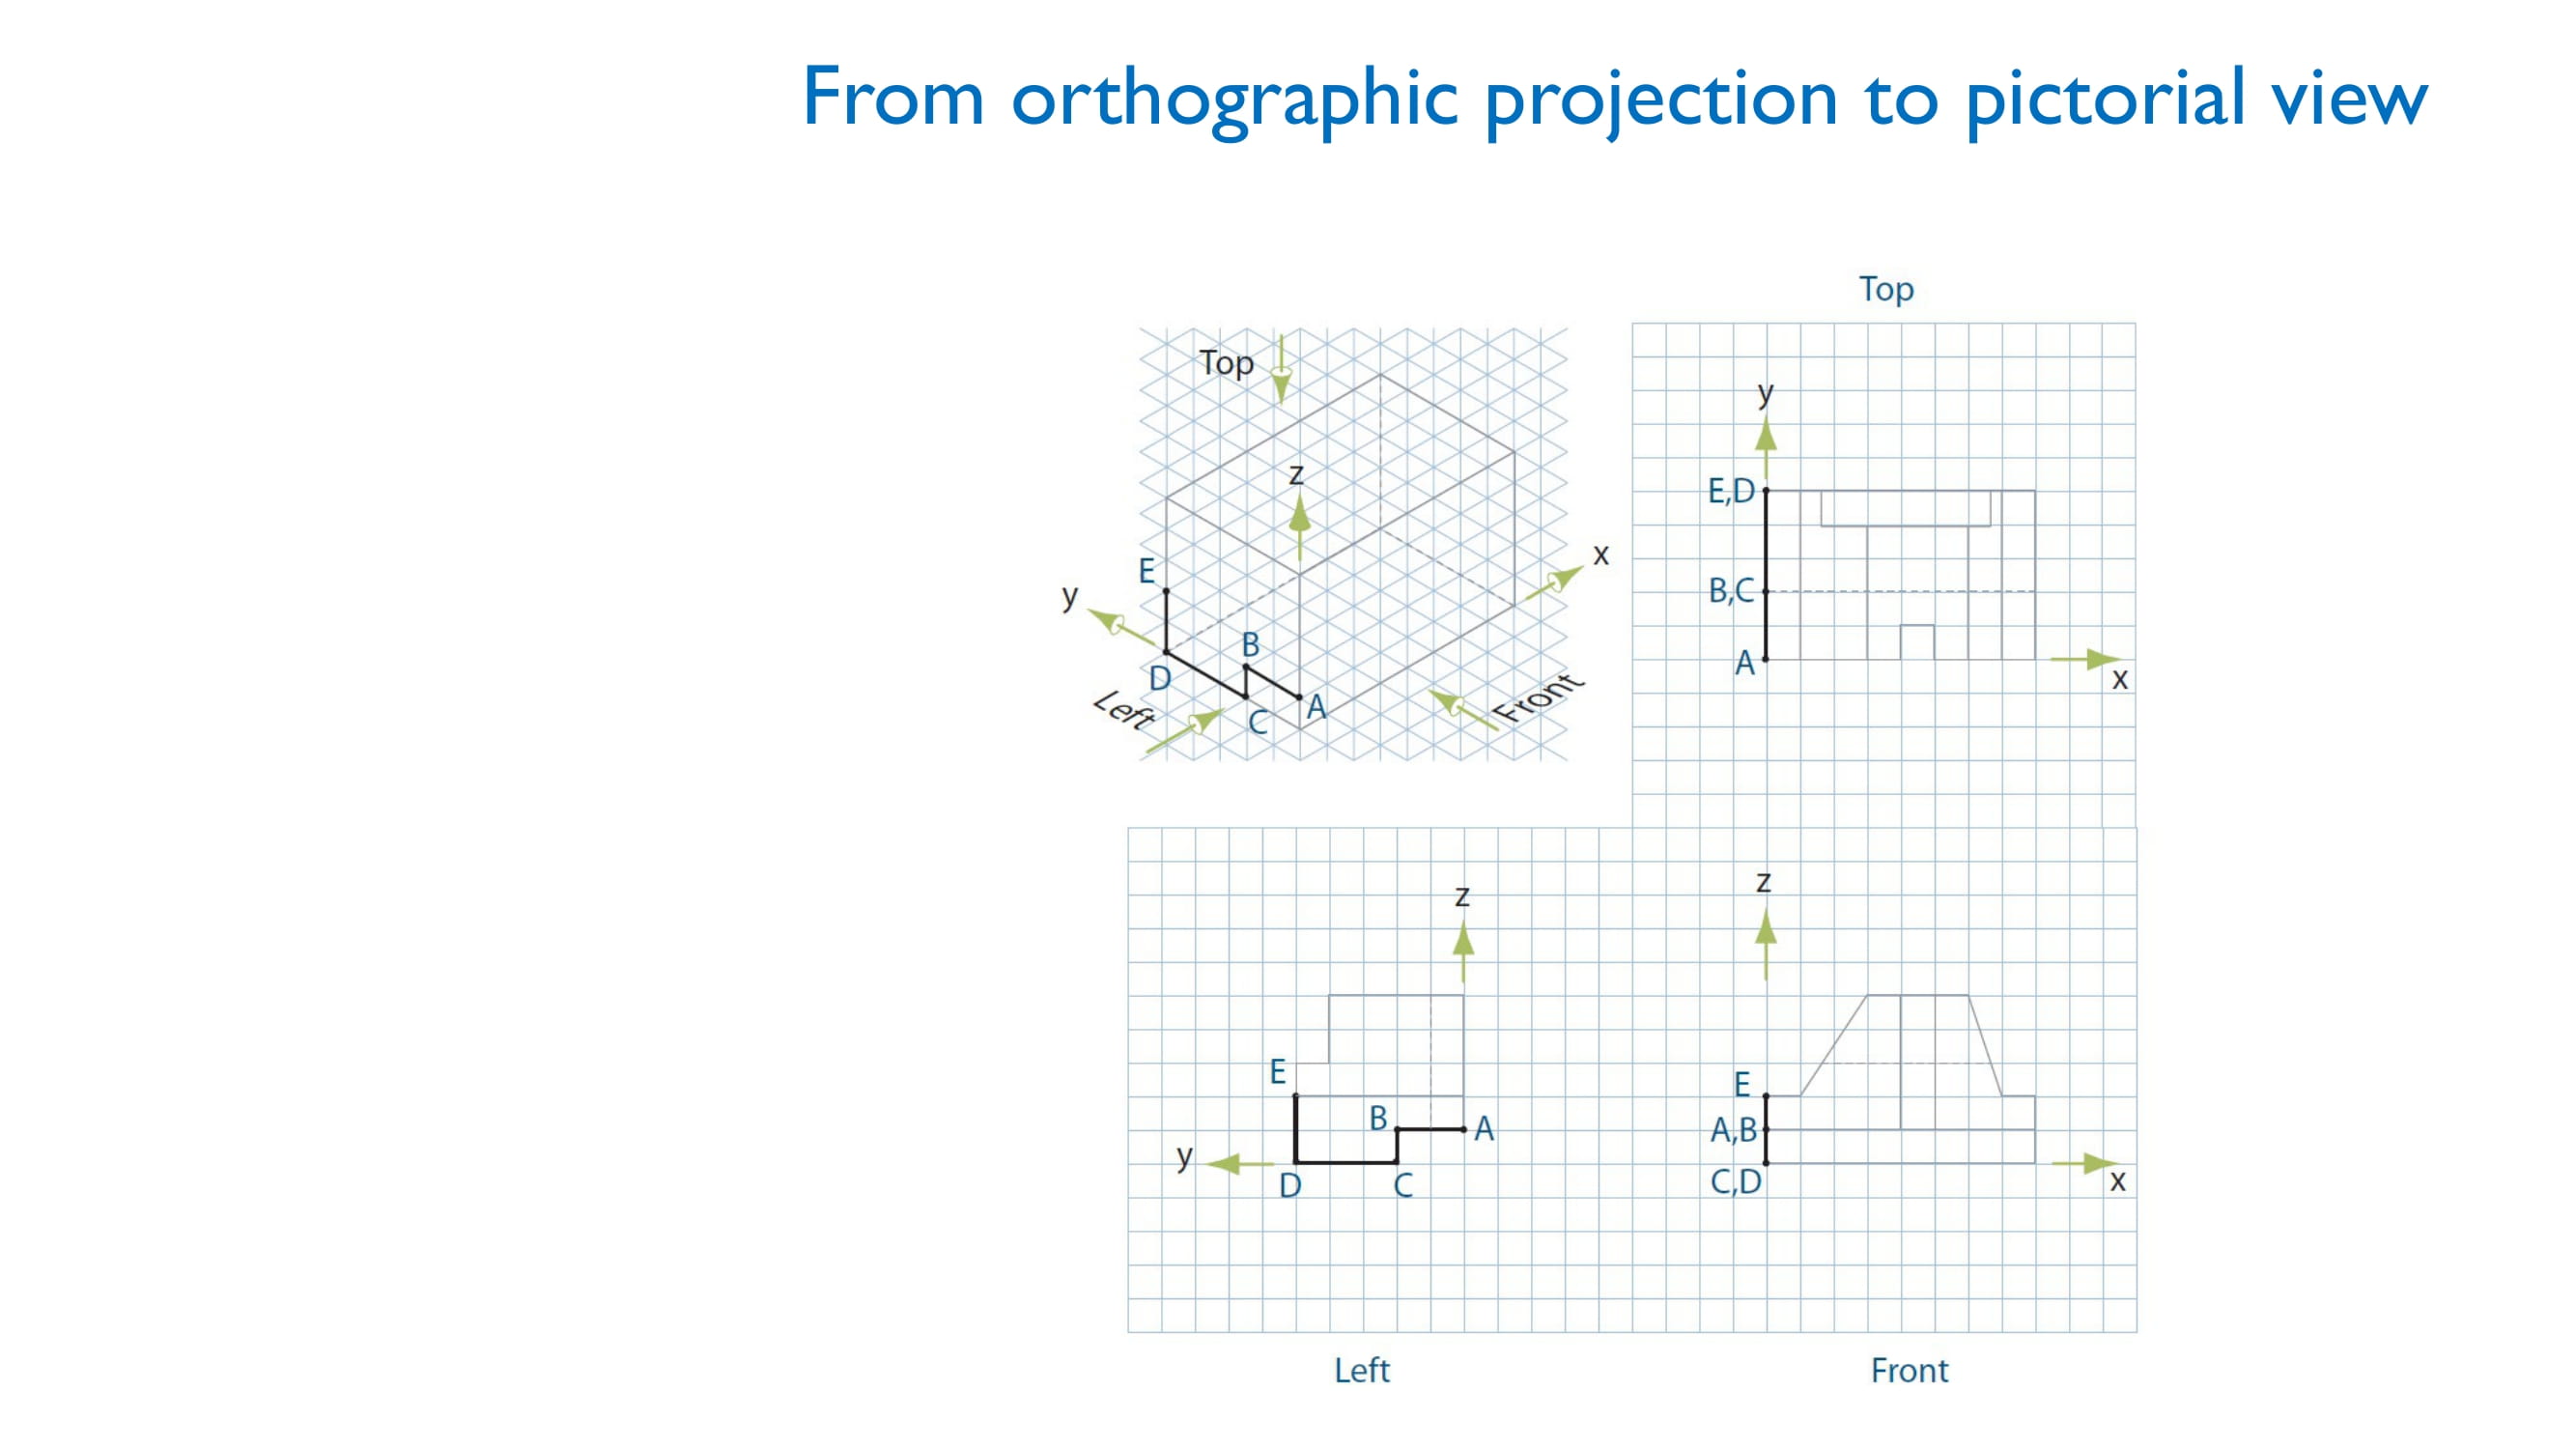 From orthographic projection to pictorial view
Top
z
x
y
E
B
D
A
C
Left
Front
Top
y
E,D
B,C
A
x
z
E
B
A
y
D
C
Left
z
E
A,B
C,D
x
Front